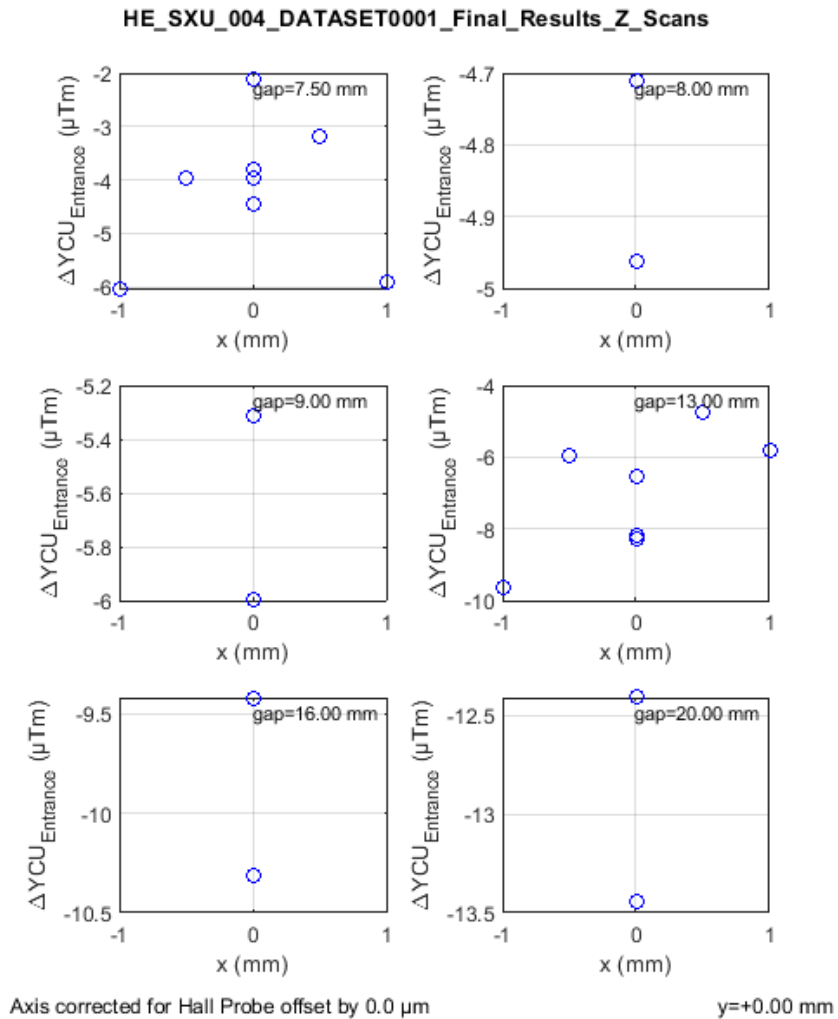 HE_SXU_004_DATASET0001_Final_Results_Z_Scans
gap=7.50 mm
-2
-3
-4
-5
-6
ΔYCU_Entrance (μTm)
-1 0 1
x (mm)
gap=8.00 mm
-4.7
-4.8
-4.9
-5
ΔYCU_Entrance (μTm)
-1 0 1
x (mm)
gap=9.00 mm
-5.2
-5.4
-5.6
-5.8
-6
ΔYCU_Entrance (μTm)
-1 0 1
x (mm)
gap=13.00 mm
-4
-6
-8
-10
ΔYCU_Entrance (μTm)
-1 0 1
x (mm)
gap=16.00 mm
-9.5
-10
-10.5
ΔYCU_Entrance (μTm)
-1 0 1
x (mm)
gap=20.00 mm
-12.5
-13
-13.5
ΔYCU_Entrance (μTm)
-1 0 1
x (mm)
Axis corrected for Hall Probe offset by 0.0 μm
y=+0.00 mm